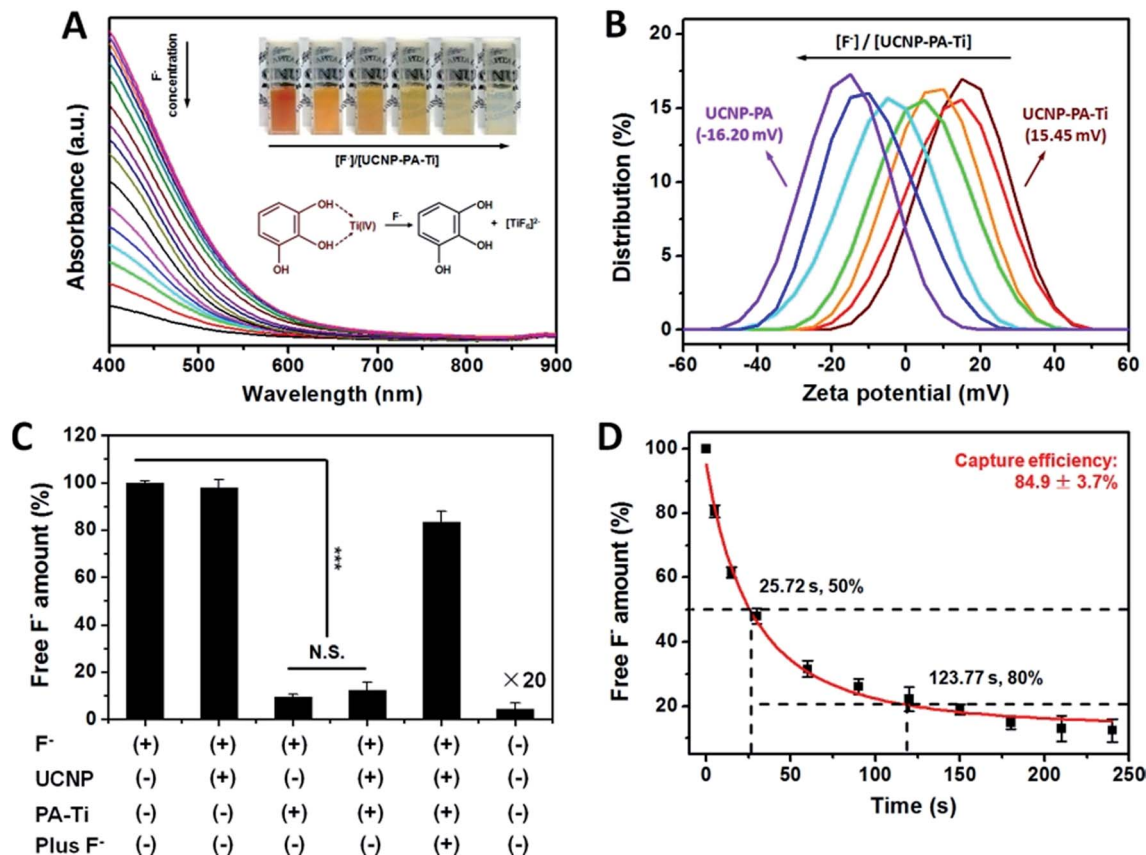 A
F⁻
concentration
CNU
[F⁻]/[UCNP-PA-Ti]
OH
Ti(IV)
OH
OH
F⁻
OH
OH
OH
+ [TiF₆]²⁻
Absorbance (a.u.)
400 500 600 700 800 900
Wavelength (nm)
B
[F⁻] / [UCNP-PA-Ti]
UCNP-PA
(-16.20 mV)
UCNP-PA-Ti
(15.45 mV)
Distribution (%)
20
15
10
5
0
-60 -40 -20 0 20 40 60
Zeta potential (mV)
C
Free F⁻ amount (%)
120
100
80
60
40
20
0
***
N.S.
×20
F⁻ (+) (+) (+) (+) (+) (-)
UCNP (-) (+) (-) (+) (+) (-)
PA-Ti (-) (-) (+) (+) (+) (-)
Plus F⁻ (-) (-) (-) (-) (+) (-)
D
Capture efficiency:
84.9 ± 3.7%
Free F⁻ amount (%)
100
80
60
40
20
25.72 s, 50%
123.77 s, 80%
0 50 100 150 200 250
Time (s)